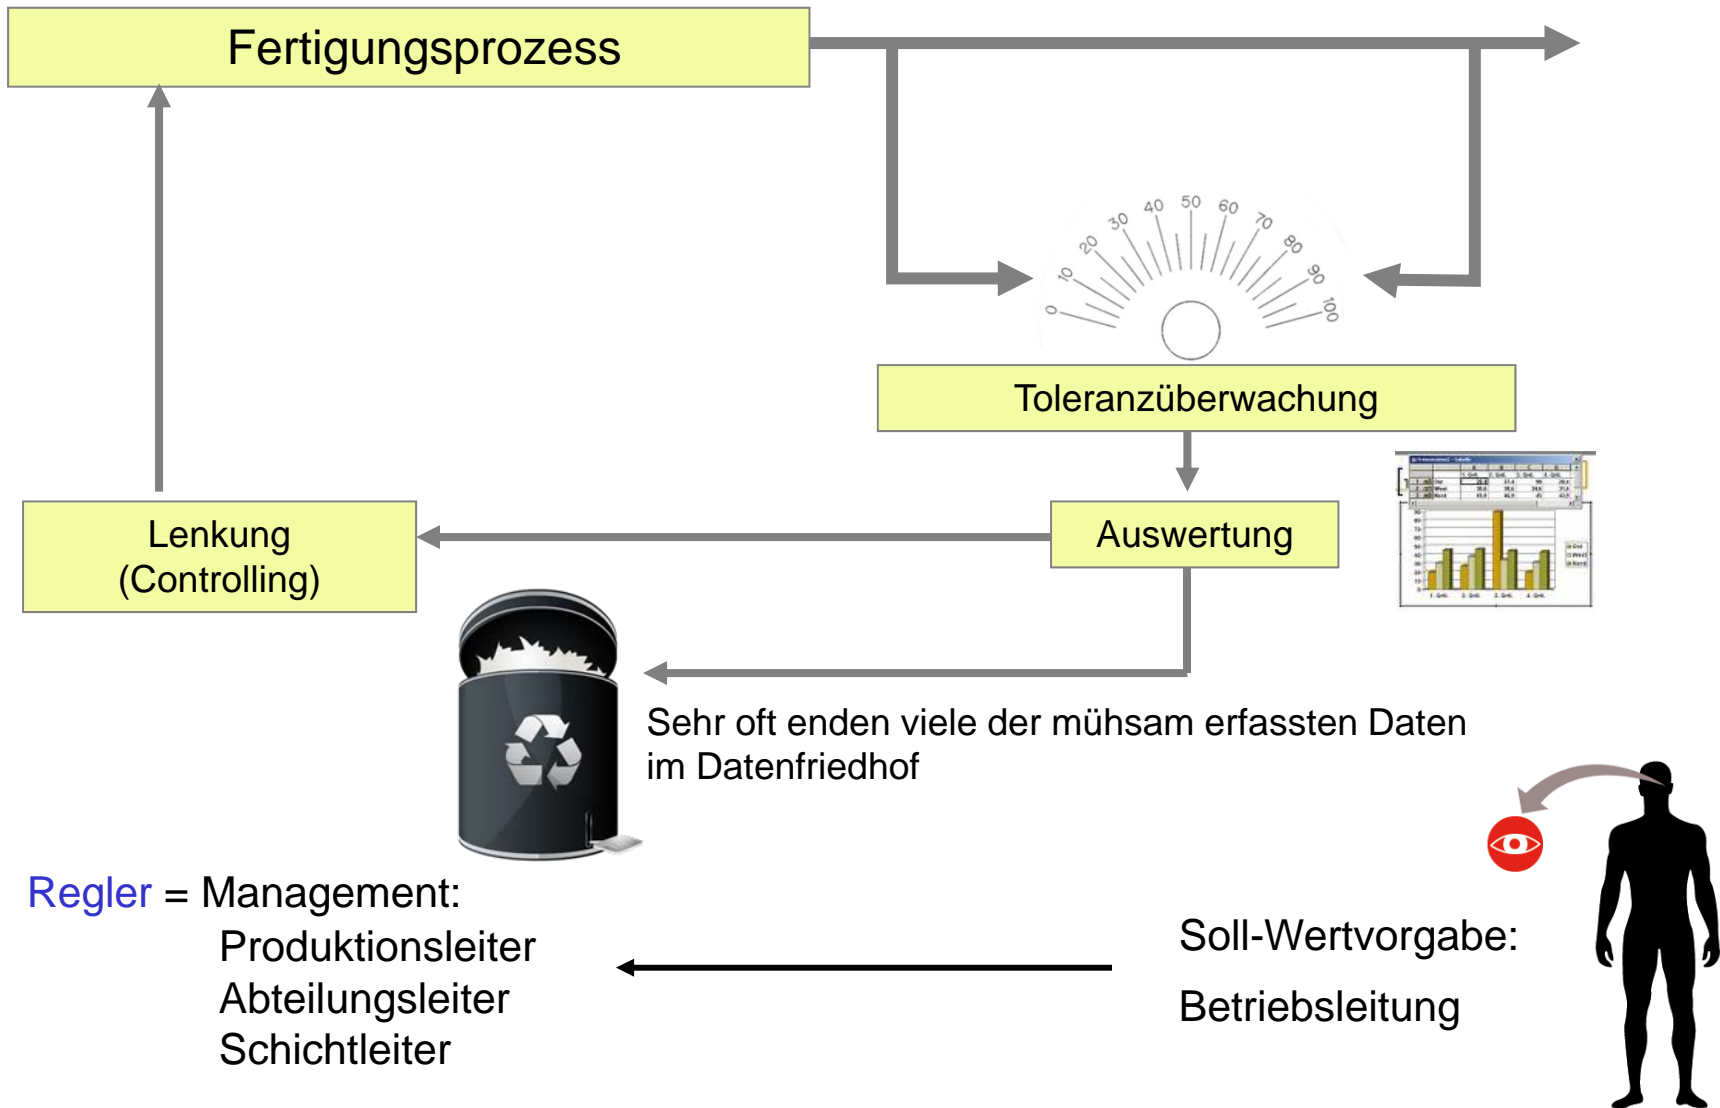 Fertigungsprozess
0 10 20 30 40 50 60 70 80 90 100
Toleranzüberwachung
Lenkung
(Controlling)
Auswertung
Sehr oft enden viele der mühsam erfassten Daten
im Datenfriedhof
Regler = Management:
Produktionsleiter
Abteilungsleiter
Schichtleiter
Soll-Wertvorgabe:
Betriebsleitung